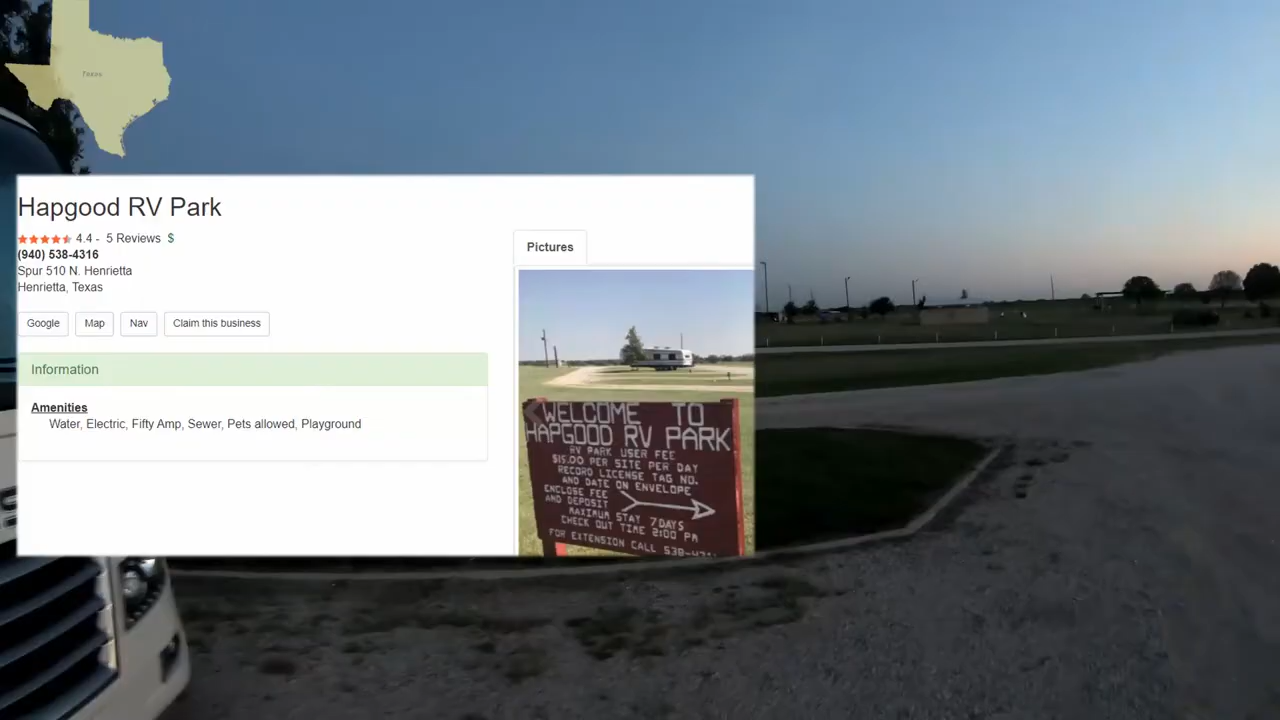 Texas
Hapgood RV Park
4.4 - 5 Reviews $
(940) 538-4316
Spur 510 N. Henrietta
Henrietta, Texas
Google
Map
Nav
Claim this business
Information
Amenities
Water, Electric, Fifty Amp, Sewer, Pets allowed, Playground
Pictures
WELCOME TO
HAPGOOD RV PARK
RV PARK USER FEE
$15.00 PER SITE PER DAY
RECORD LICENSE TAG NO.
AND DATE ON ENVELOPE
ENCLOSE FEE
AND DEPOSIT
MAXIMUM STAY 7 DAYS
CHECK OUT TIME 2:00 PM
FOR EXTENSION CALL